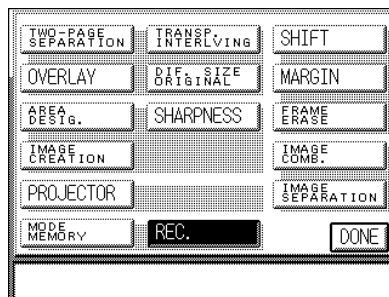 TWO-PAGE
SEPARATION
TRANSP.
INTERLVING
SHIFT
OVERLAY
DIF. SIZE
ORIGINAL
MARGIN
AREA
DESIG.
SHARPNESS
FRAME
ERASE
IMAGE
CREATION
IMAGE
COMB.
PROJECTOR
IMAGE
SEPARATION
MODE
MEMORY
REC.
DONE